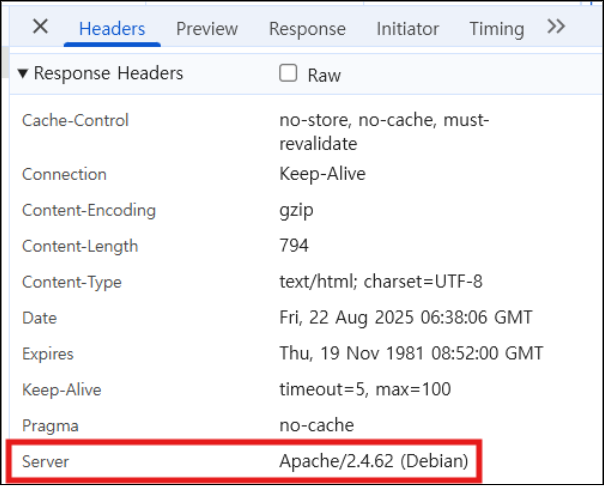 Headers Preview Response Initiator Timing
Response Headers Raw
Cache-Control no-store, no-cache, must-
revalidate
Connection Keep-Alive
Content-Encoding gzip
Content-Length 794
Content-Type text/html; charset=UTF-8
Date Fri, 22 Aug 2025 06:38:06 GMT
Expires Thu, 19 Nov 1981 08:52:00 GMT
Keep-Alive timeout=5, max=100
Pragma no-cache
Server Apache/2.4.62 (Debian)